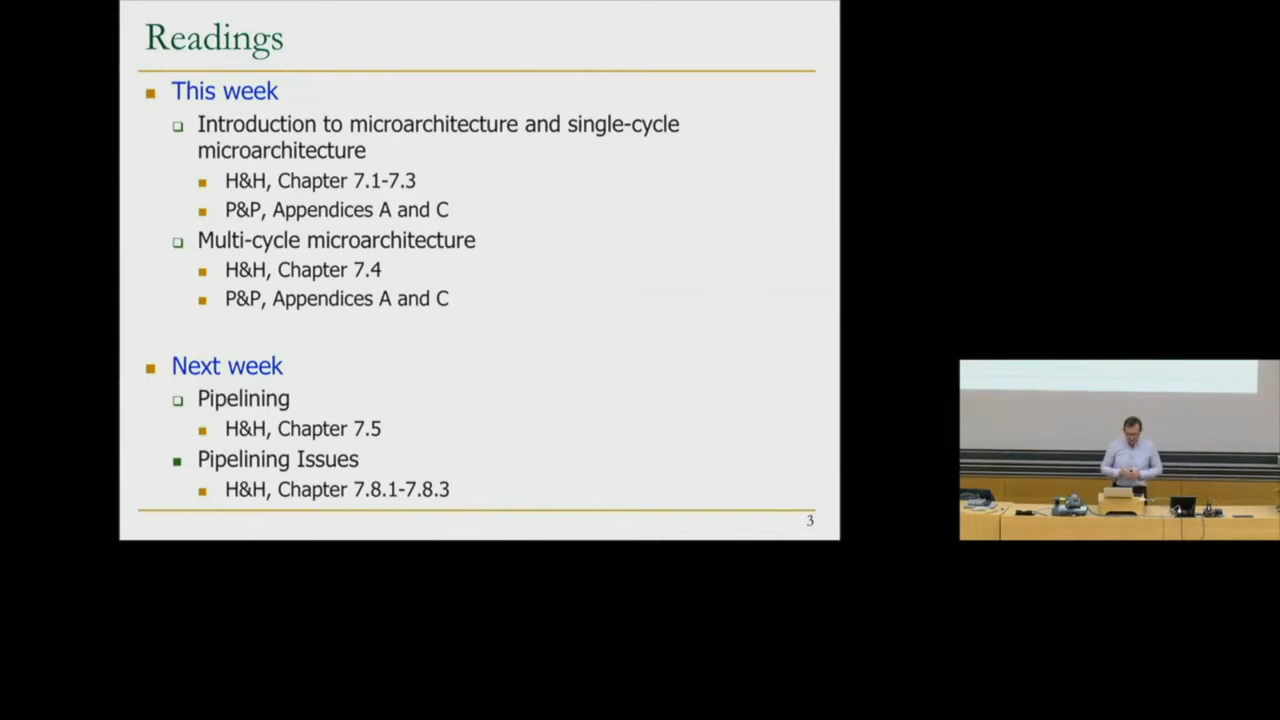 Readings
This week
Introduction to microarchitecture and single-cycle
microarchitecture
H&H, Chapter 7.1-7.3
P&P, Appendices A and C
Multi-cycle microarchitecture
H&H, Chapter 7.4
P&P, Appendices A and C
Next week
Pipelining
H&H, Chapter 7.5
Pipelining Issues
H&H, Chapter 7.8.1-7.8.3
3